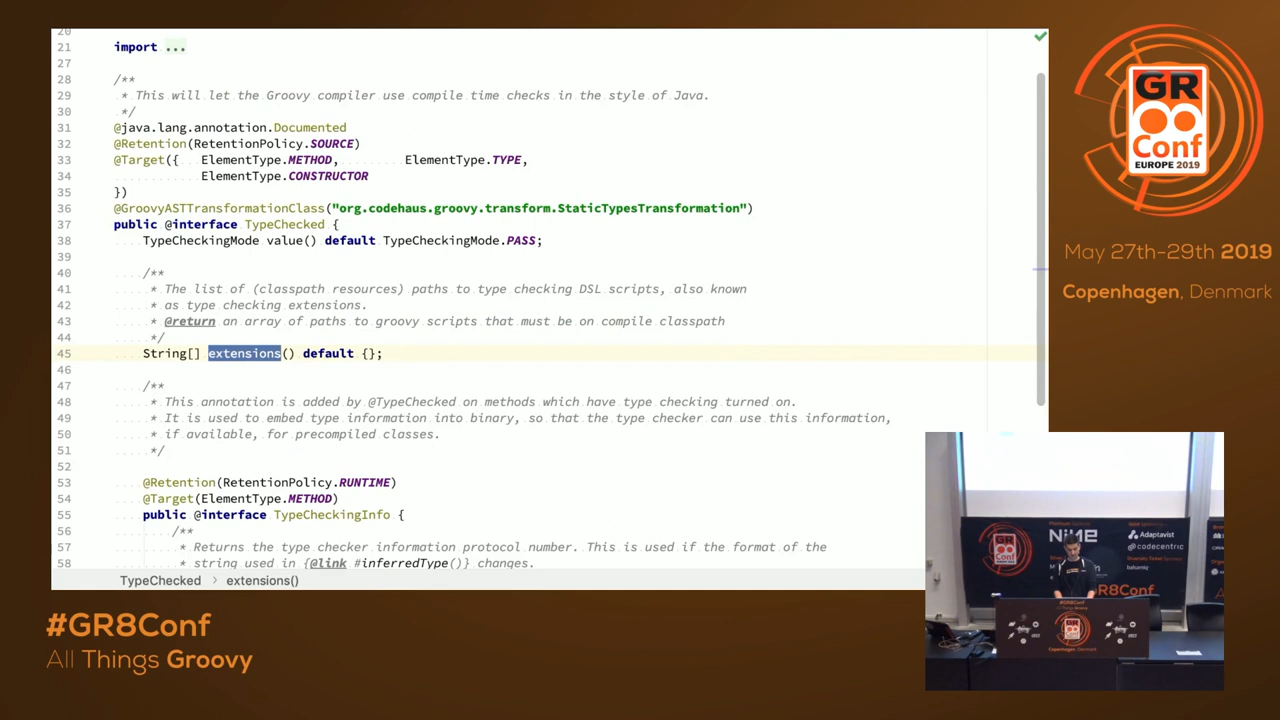 20
21 import ...
27
28 /**
29 * This will let the Groovy compiler use compile time checks in the style of Java.
30 */
31 @java.lang.annotation.Documented
32 @Retention(RetentionPolicy.SOURCE)
33 @Target({ ElementType.METHOD, ElementType.TYPE,
34 ElementType.CONSTRUCTOR
35 })
36 @GroovyASTTransformationClass("org.codehaus.groovy.transform.StaticTypesTransformation")
37 public @interface TypeChecked {
38 TypeCheckingMode value() default TypeCheckingMode.PASS;
39
40 /**
41 * The list of (classpath resources) paths to type checking DSL scripts, also known
42 * as type checking extensions.
43 * @return an array of paths to groovy scripts that must be on compile classpath
44 */
45 String[] extensions() default {};
46
47 /**
48 * This annotation is added by @TypeChecked on methods which have type checking turned on.
49 * It is used to embed type information into binary, so that the type checker can use this information,
50 * if available, for precompiled classes.
51 */
52
53 @Retention(RetentionPolicy.RUNTIME)
54 @Target(ElementType.METHOD)
55 public @interface TypeCheckingInfo {
56 /**
57 * Returns the type checker information protocol number. This is used if the format of the
58 * string used in {@link #inferredType()} changes.
TypeChecked > extensions()
GR
Conf
EUROPE 2019
May 27th-29th 2019
Copenhagen, Denmark
Adaptavist
codecentric
GR8Conf
#GR8Conf
All Things Groovy
Copenhagen, Denmark
#GR8Conf
All Things Groovy